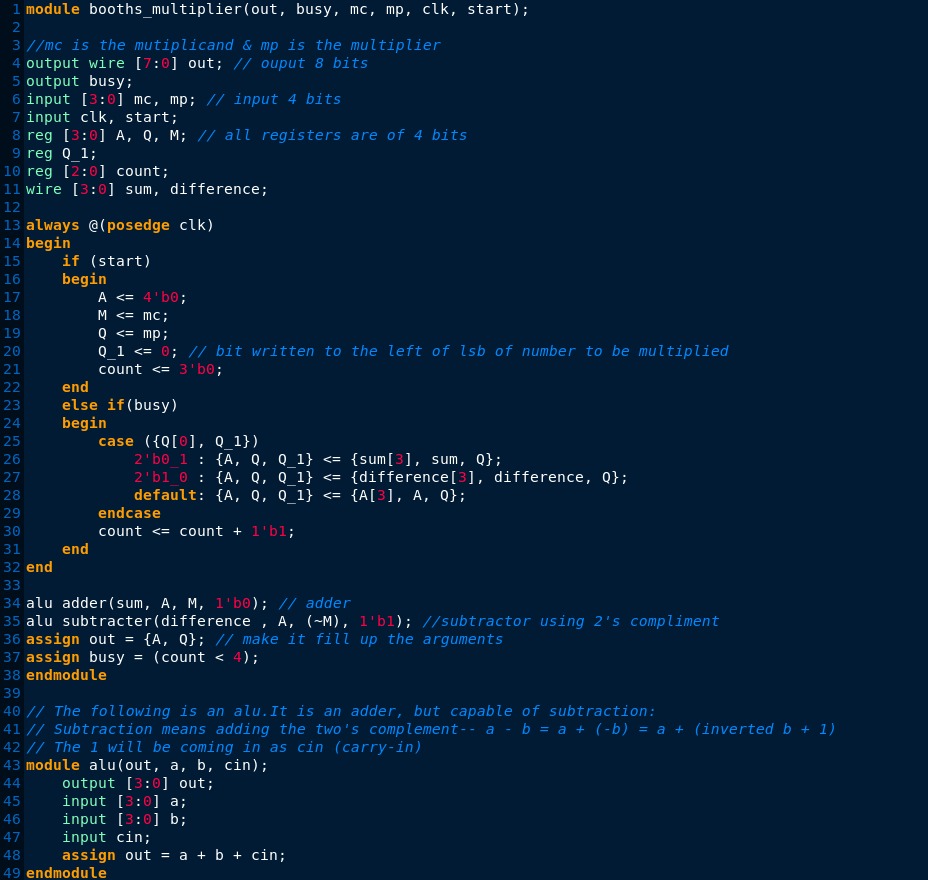 1 module booths_multiplier(out, busy, mc, mp, clk, start);
2
3 //mc is the mutiplicand & mp is the multiplier
4 output wire [7:0] out; // ouput 8 bits
5 output busy;
6 input [3:0] mc, mp; // input 4 bits
7 input clk, start;
8 reg [3:0] A, Q, M; // all registers are of 4 bits
9 reg Q_1;
10 reg [2:0] count;
11 wire [3:0] sum, difference;
12
13 always @(posedge clk)
14 begin
15     if (start)
16     begin
17         A <= 4'b0;
18         M <= mc;
19         Q <= mp;
20         Q_1 <= 0; // bit written to the left of lsb of number to be multiplied
21         count <= 3'b0;
22     end
23     else if(busy)
24     begin
25         case ({Q[0], Q_1})
26             2'b0_1 : {A, Q, Q_1} <= {sum[3], sum, Q};
27             2'b1_0 : {A, Q, Q_1} <= {difference[3], difference, Q};
28             default: {A, Q, Q_1} <= {A[3], A, Q};
29         endcase
30         count <= count + 1'b1;
31     end
32 end
33
34 alu adder(sum, A, M, 1'b0); // adder
35 alu subtracter(difference , A, (~M), 1'b1); //subtractor using 2's compliment
36 assign out = {A, Q}; // make it fill up the arguments
37 assign busy = (count < 4);
38 endmodule
39
40 // The following is an alu.It is an adder, but capable of subtraction:
41 // Subtraction means adding the two's complement-- a - b = a + (-b) = a + (inverted b + 1)
42 // The 1 will be coming in as cin (carry-in)
43 module alu(out, a, b, cin);
44     output [3:0] out;
45     input [3:0] a;
46     input [3:0] b;
47     input cin;
48     assign out = a + b + cin;
49 endmodule